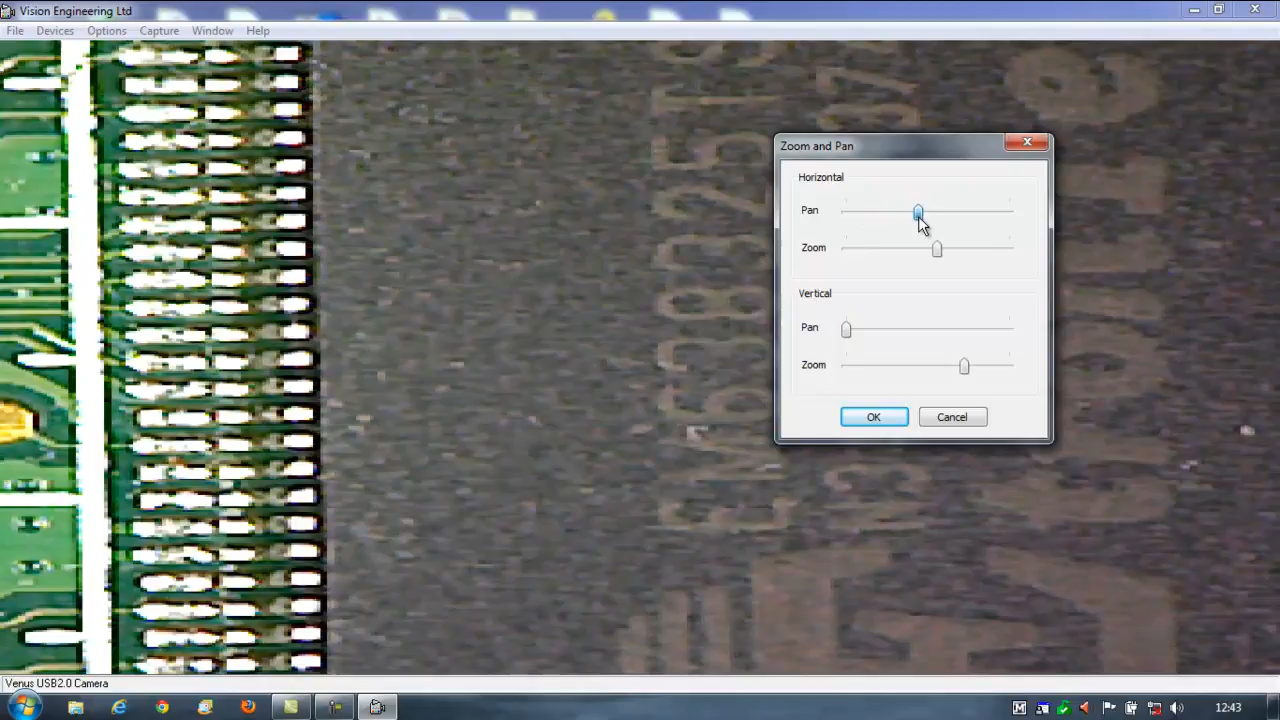 Vision Engineering Ltd
File Devices Options Capture Window Help
Zoom and Pan
Horizontal
Pan
Zoom
Vertical
Pan
Zoom
OK Cancel
Venus USB2.0 Camera
12:43